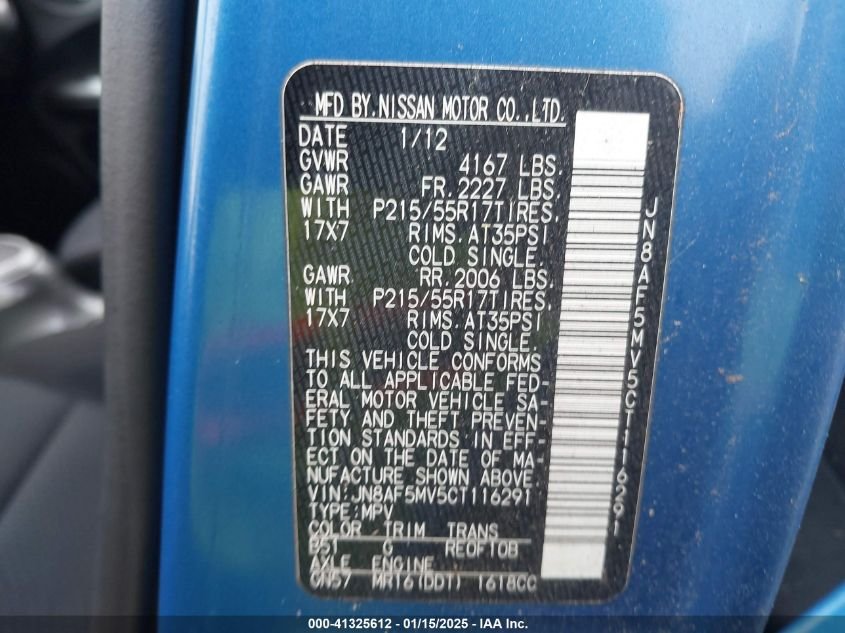 MFD BY.NISSAN MOTOR CO.,LTD.
DATE 1/12
GVWR 4167 LBS.
GAWR FR.2227 LBS.
WITH P215/55R17TIRES.
17X7 RIMS.AT35PSI
COLD SINGLE.
GAWR RR.2006 LBS.
WITH P215/55R17TIRES.
17X7 RIMS.AT35PSI
COLD SINGLE.
THIS VEHICLE CONFORMS
TO ALL APPLICABLE FED-
ERAL MOTOR VEHICLE SA-
FETY AND THEFT PREVEN-
TION STANDARDS IN EFF-
ECT ON THE DATE OF MA-
NUFACTURE SHOWN ABOVE.
VIN:JN8AF5MV5CT116291
TYPE:MPV
COLOR TRIM TRANS
B51 G REOF10B
AXLE ENGINE
GN57 MR16(DDT) 1618CC
JN8AF5MV5CT116291
000-41325612 - 01/15/2025 - IAAI Customer Inc.